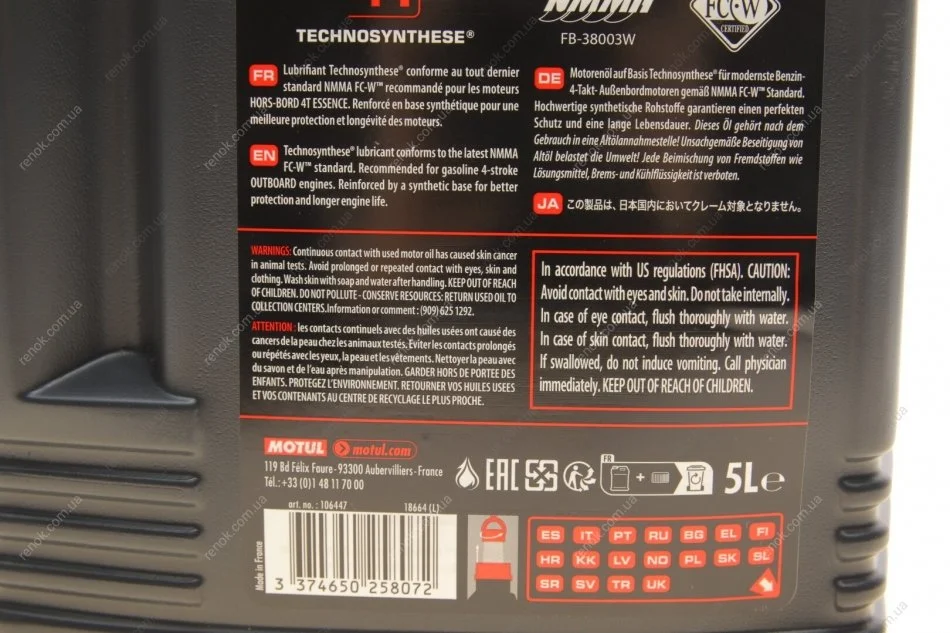 TECHNOSYNTHESE®
NMMA
FB-38003W
FC-W
CERTIFIED
FR Lubrifiant Technosynthese® conforme au tout dernier
standard NMMA FC-W™ recommandé pour les moteurs
HORS-BORD 4T ESSENCE. Renforcé en base synthétique pour une
meilleure protection et longévité des moteurs.
EN Technosynthese® lubricant conforms to the latest NMMA
FC-W™ standard. Recommended for gasoline 4-stroke
OUTBOARD engines. Reinforced by a synthetic base for better
protection and longer engine life.
DE Motorenöl auf Basis Technosynthese® für modernste Benzin-
4-Takt- Außenbordmotoren gemäß NMMA FC-W™ Standard.
Hochwertige synthetische Rohstoffe garantieren einen perfekten
Schutz und eine lange Lebensdauer. Dieses Öl gehört nach dem
Gebrauch in eine Altölannahmestelle! Unsachgemäße Beseitigung von
Altöl belastet die Umwelt! Jede Beimischung von Fremdstoffen wie
Lösungsmittel, Brems- und Kühlflüssigkeit ist verboten.
JA この製品は、日本国内においてクレーム対象となりません。
WARNINGS: Continuous contact with used motor oil has caused skin cancer
in animal tests. Avoid prolonged or repeated contact with eyes, skin and
clothing. Wash skin with soap and water after handling. KEEP OUT OF REACH
OF CHILDREN. DO NOT POLLUTE - CONSERVE RESOURCES: RETURN USED OIL TO
COLLECTION CENTERS.Information or comment : (909) 625 1292.
ATTENTION : les contacts continuels avec des huiles usées ont causé des
cancers de la peau chez les animaux testés. Eviter les contacts prolongés
ou répétés avec les yeux, la peau et les vêtements. Nettoyer la peau avec
du savon et de l'eau après manipulation. GARDER HORS DE PORTEE DES
ENFANTS. PROTEGEZ L'ENVIRONNEMENT. RETOURNER VOS HUILES USEES
ET VOS CONTENANTS AU CENTRE DE RECYCLAGE LE PLUS PROCHE.
In accordance with US regulations (FHSA). CAUTION:
Avoid contact with eyes and skin. Do not take internally.
In case of eye contact, flush thoroughly with water.
In case of skin contact, flush thoroughly with water.
If swallowed, do not induce vomiting. Call physician
immediately. KEEP OUT OF REACH OF CHILDREN.
MOTUL motul.com
119 Bd Félix Faure - 93300 Aubervilliers - France
Tél.: +33 (0)1 48 11 70 00
EAC
FR
+
5L e
art. no. : 106447 18664 (L)
Made in France
3 374650 258072
ES IT PT RU BG EL FI
HR KK LV NO PL SK SL
SR SV TR UK
renok.com.ua